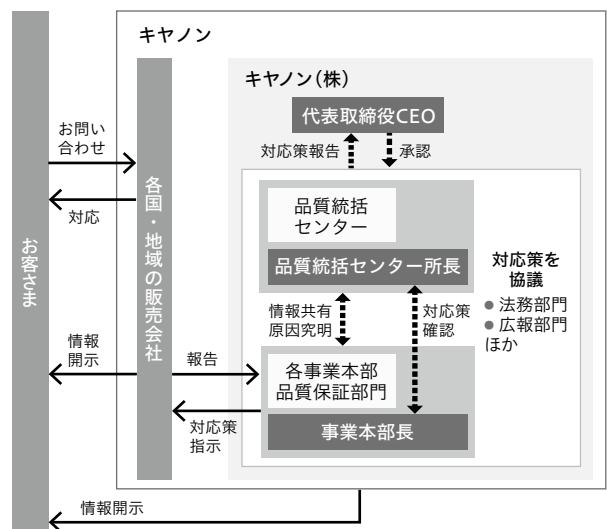 キヤノン
キヤノン（株）
代表取締役CEO
対応策報告
承認
お問い
合わせ
対応
お客さま
各国・地域の販売会社
品質統括
センター
品質統括センター所長
対応策を
協議
● 法務部門
● 広報部門
ほか
情報共有
原因究明
対応策
確認
情報
開示
報告
各事業本部
品質保証部門
事業本部長
対応策
指示
情報開示